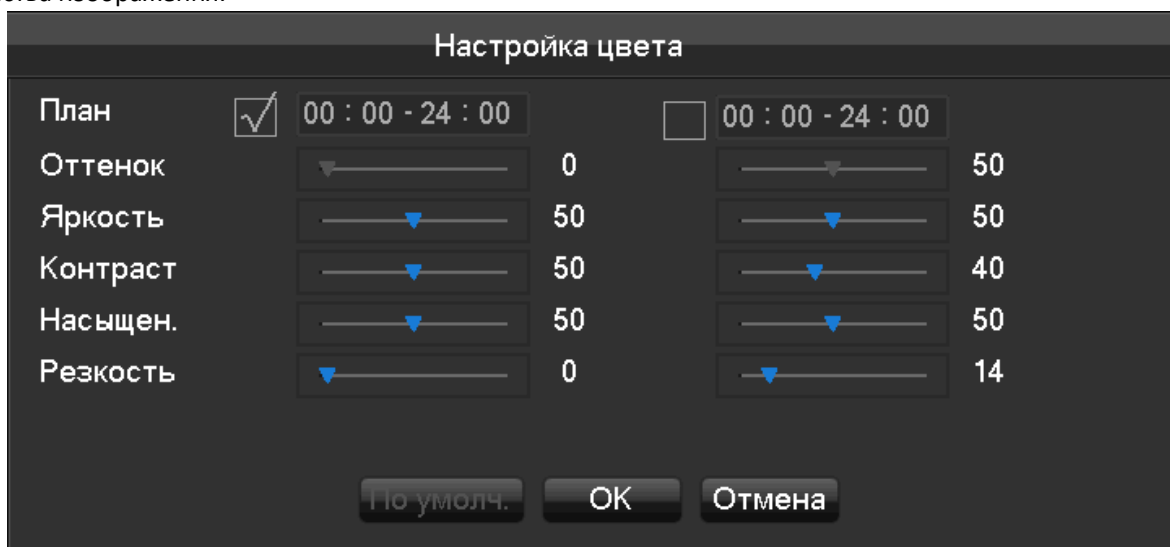 Настройка цвета
План 00 : 00 - 24 : 00 00 : 00 - 24 : 00
Оттенок 0 50
Яркость 50 50
Контраст 50 40
Насыщен. 50 50
Резкость 0 14
По умолч. OK Отмена